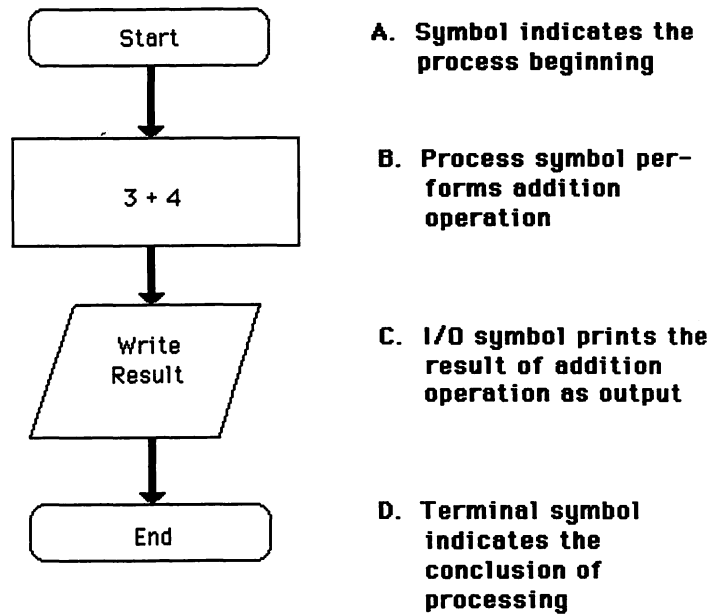 Start
A. Symbol indicates the
process beginning
3 + 4
B. Process symbol per-
forms addition
operation
Write
Result
C. I/O symbol prints the
result of addition
operation as output
End
D. Terminal symbol
indicates the
conclusion of
processing